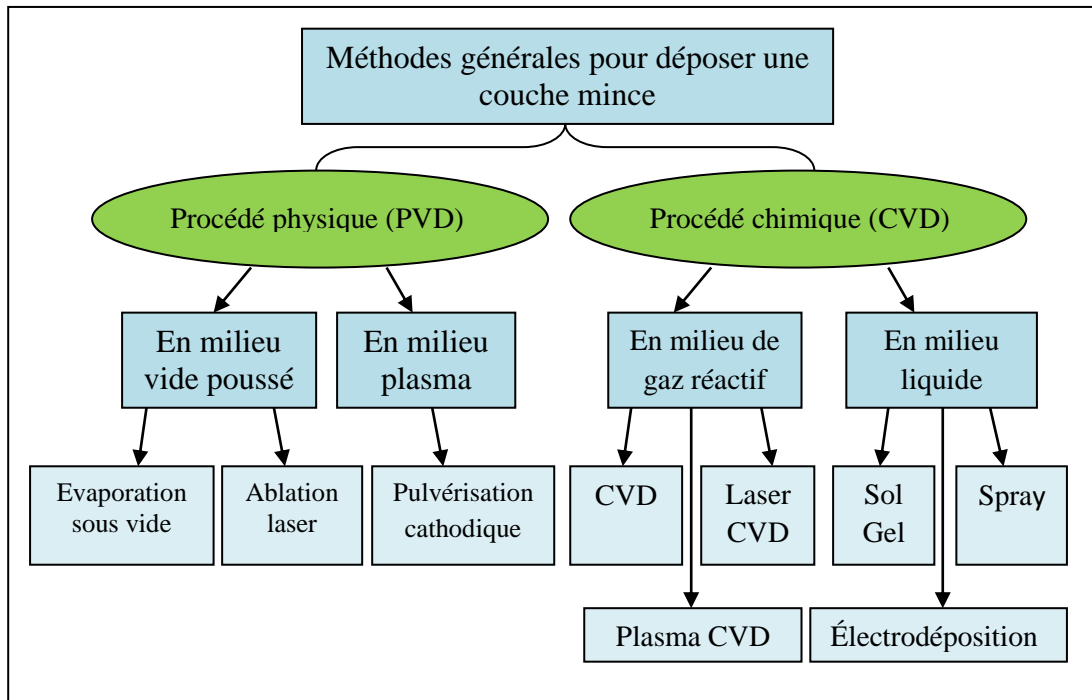 Méthodes générales pour déposer une
couche mince
Procédé physique (PVD)
Procédé chimique (CVD)
En milieu
vide poussé
En milieu
plasma
En milieu de
gaz réactif
En milieu
liquide
Evaporation
sous vide
Ablation
laser
Pulvérisation
cathodique
CVD
Laser
CVD
Sol
Gel
Spray
Plasma CVD
Électrodéposition